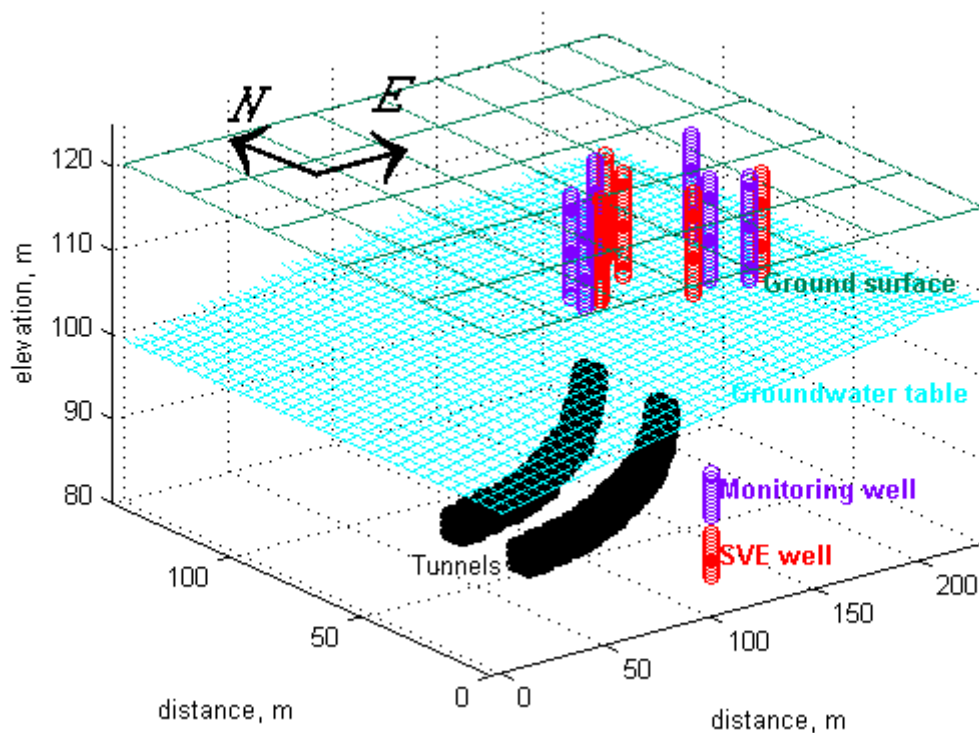 N
E
120
110
100
90
80
elevation, m
Ground surface
Groundwater table
Monitoring well
SVE well
Tunnels
100
50
0
distance, m
0
50
100
150
200
distance, m